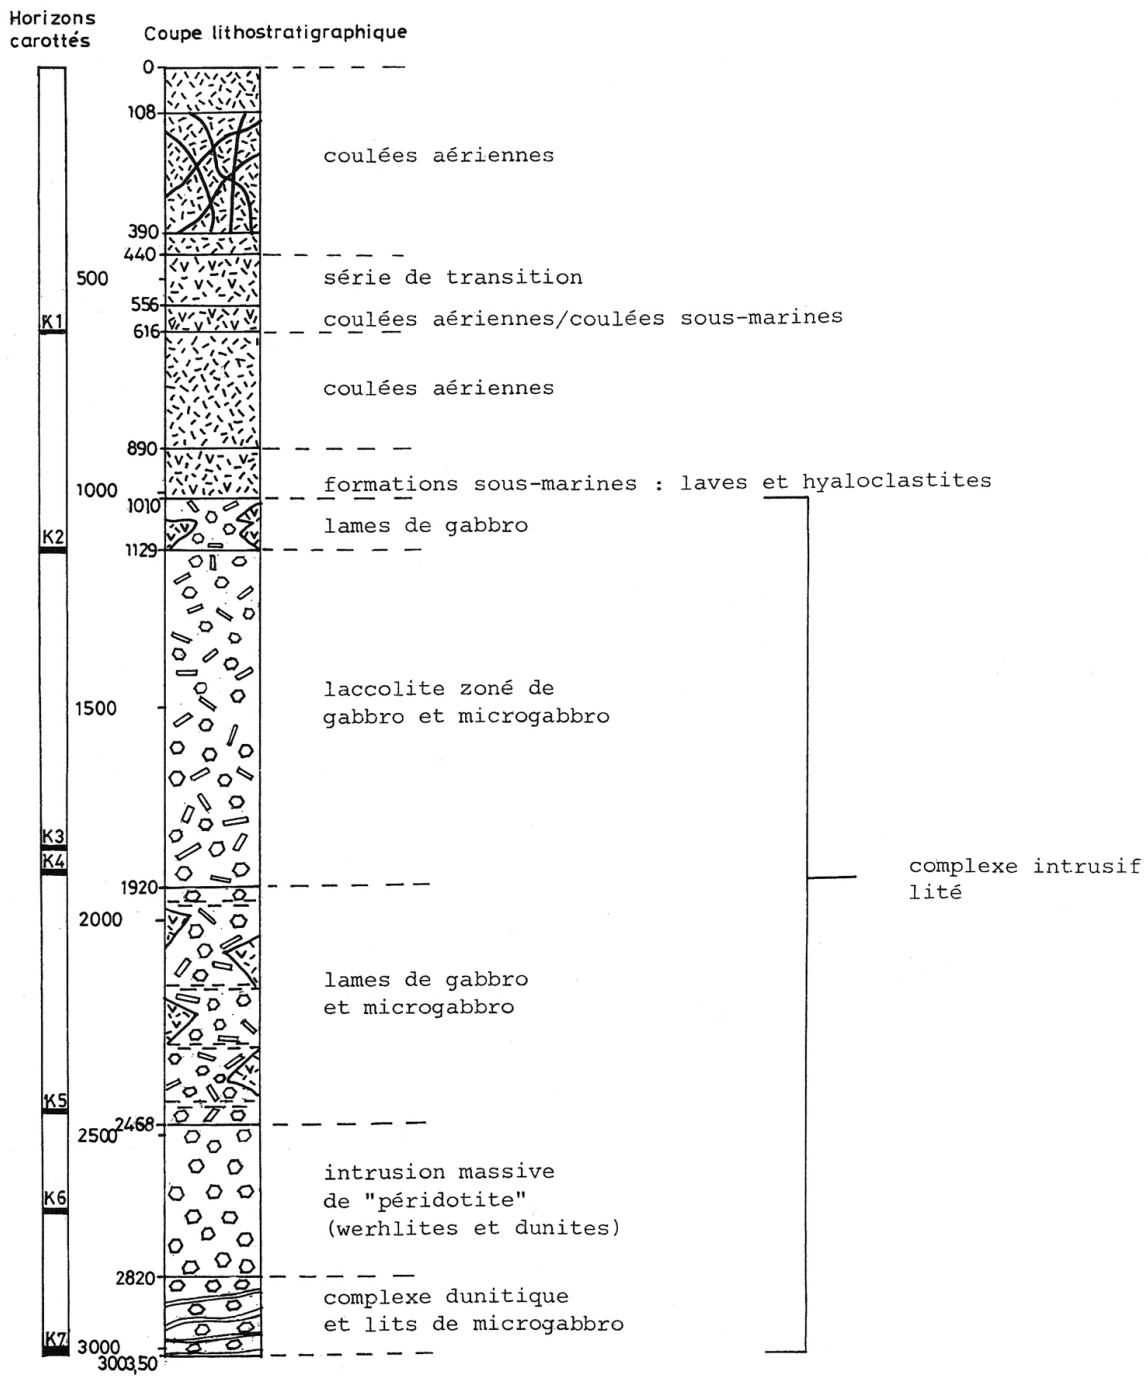 Horizons
carottés
Coupe lithostratigraphique
0
108
coulées aériennes
390
440
500
série de transition
556
K1
616
coulées aériennes/coulées sous-marines
coulées aériennes
890
1000
formations sous-marines : laves et hyaloclastites
1010
lames de gabbro
K2
1129
laccolite zoné de
gabbro et microgabbro
1500
K3
K4
complexe intrusif
lité
1920
2000
lames de gabbro
et microgabbro
K5
2468
2500
intrusion massive
de "péridotite"
(werhlites et dunites)
K6
2820
complexe dunitique
et lits de microgabbro
K7
3000
3003,50